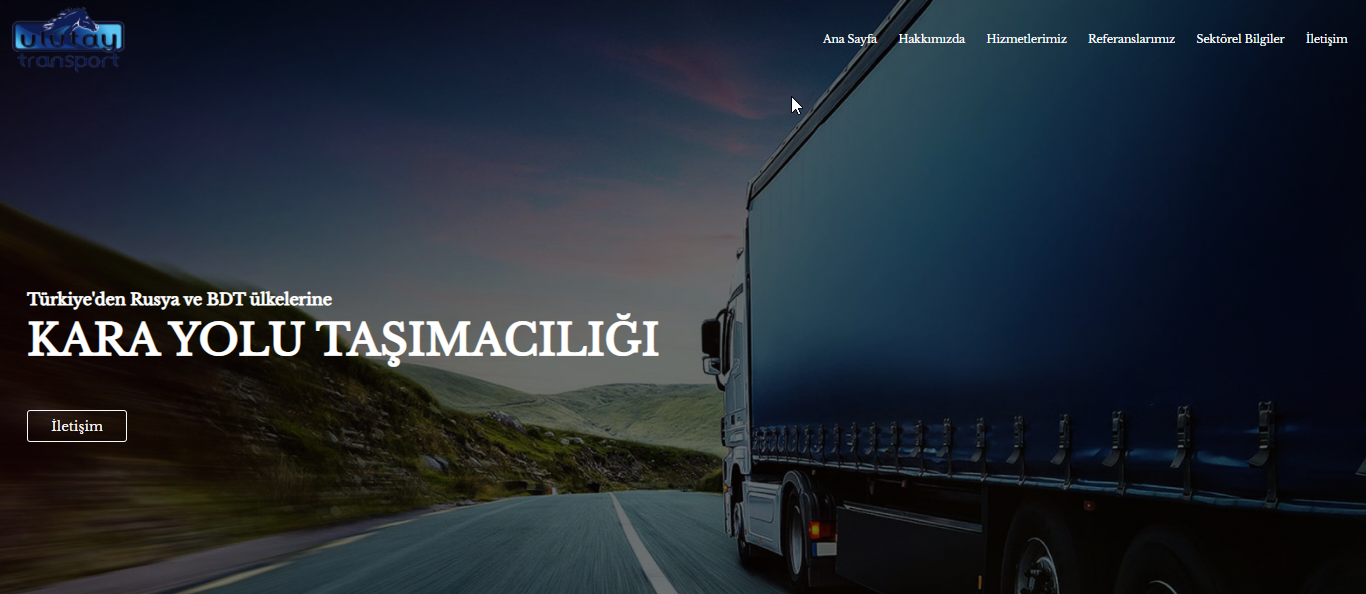 ulutay
transport
Ana Sayfa Hakkımızda Hizmetlerimiz Referanslarımız Sektörel Bilgiler İletişim
Türkiye'den Rusya ve BDT ülkelerine
KARA YOLU TAŞIMACILIĞI
İletişim